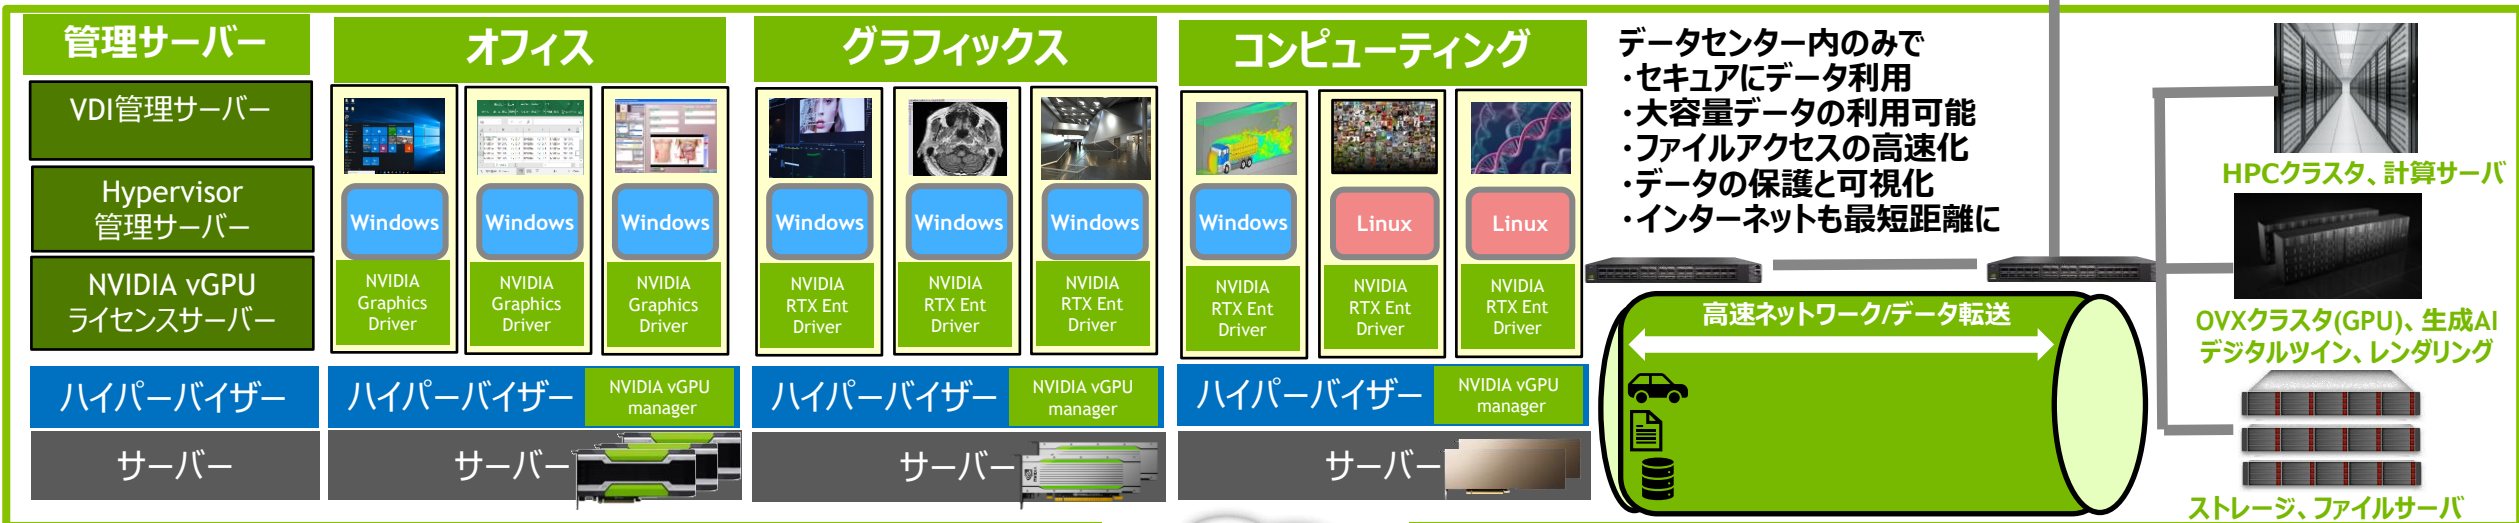 管理サーバー
VDI管理サーバー
Hypervisor
管理サーバー
NVIDIA vGPU
ライセンスサーバー
ハイパーバイザー
サーバー
オフィス
Windows
Windows
Windows
NVIDIA
Graphics
Driver
NVIDIA
Graphics
Driver
NVIDIA
Graphics
Driver
ハイパーバイザー
NVIDIA vGPU
manager
サーバー
グラフィックス
Windows
Windows
Windows
NVIDIA
RTX Ent
Driver
NVIDIA
RTX Ent
Driver
NVIDIA
RTX Ent
Driver
ハイパーバイザー
NVIDIA vGPU
manager
サーバー
コンピューティング
Windows
Linux
Linux
NVIDIA
RTX Ent
Driver
NVIDIA
RTX Ent
Driver
NVIDIA
RTX Ent
Driver
ハイパーバイザー
NVIDIA vGPU
manager
サーバー
データセンター内のみで
・セキュアにデータ利用
・大容量データの利用可能
・ファイルアクセスの高速化
・データの保護と可視化
・インターネットも最短距離に
高速ネットワーク/データ転送
HPCクラスタ、計算サーバ
OVXクラスタ(GPU)、生成AI
デジタルツイン、レンダリング
ストレージ、ファイルサーバ